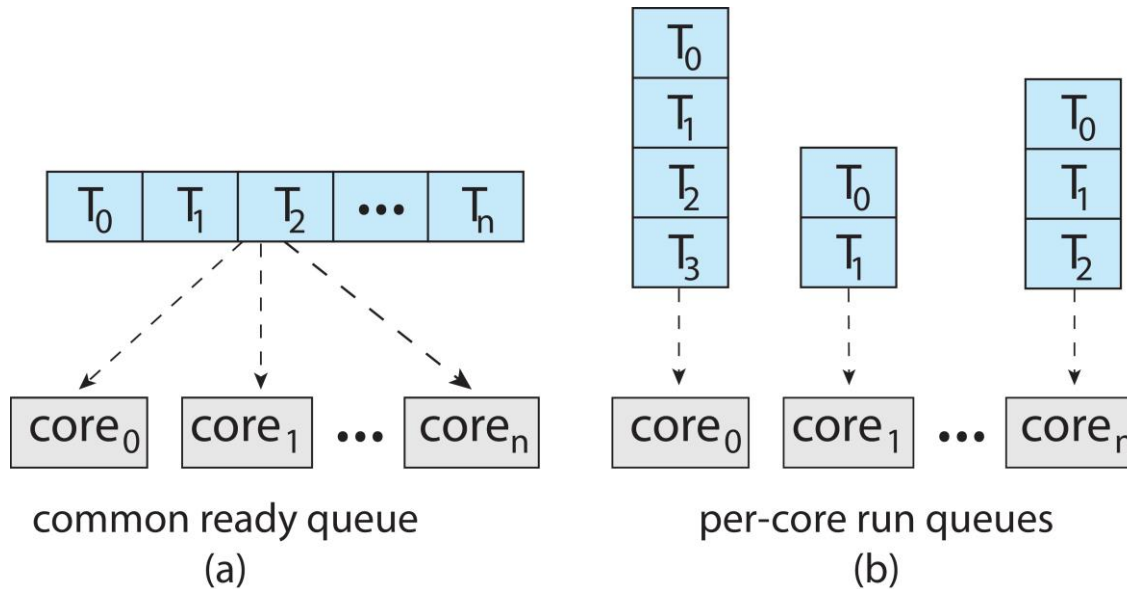 T0 T1 T2 ••• Tn
core0 core1 ••• coren
common ready queue
(a)
T0
T1
T2
T3
T0
T1
T0
T1
T2
core0 core1 ••• coren
per-core run queues
(b)